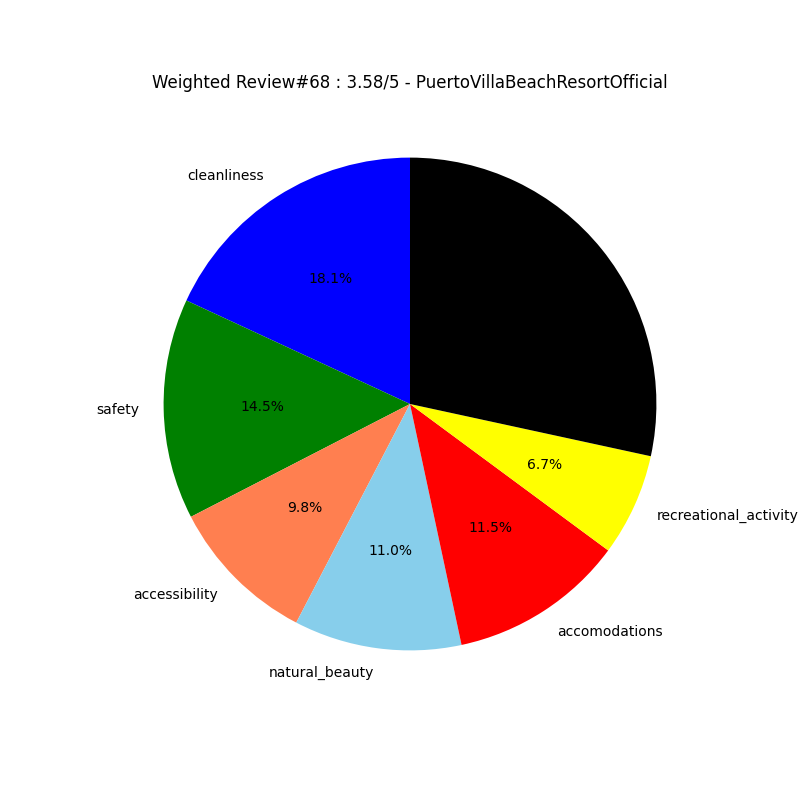 Weighted Review#68 : 3.58/5 - PuertoVillaBeachResortOfficial
cleanliness
18.1%
safety
14.5%
accessibility
9.8%
natural_beauty
11.0%
accomodations
11.5%
recreational_activity
6.7%